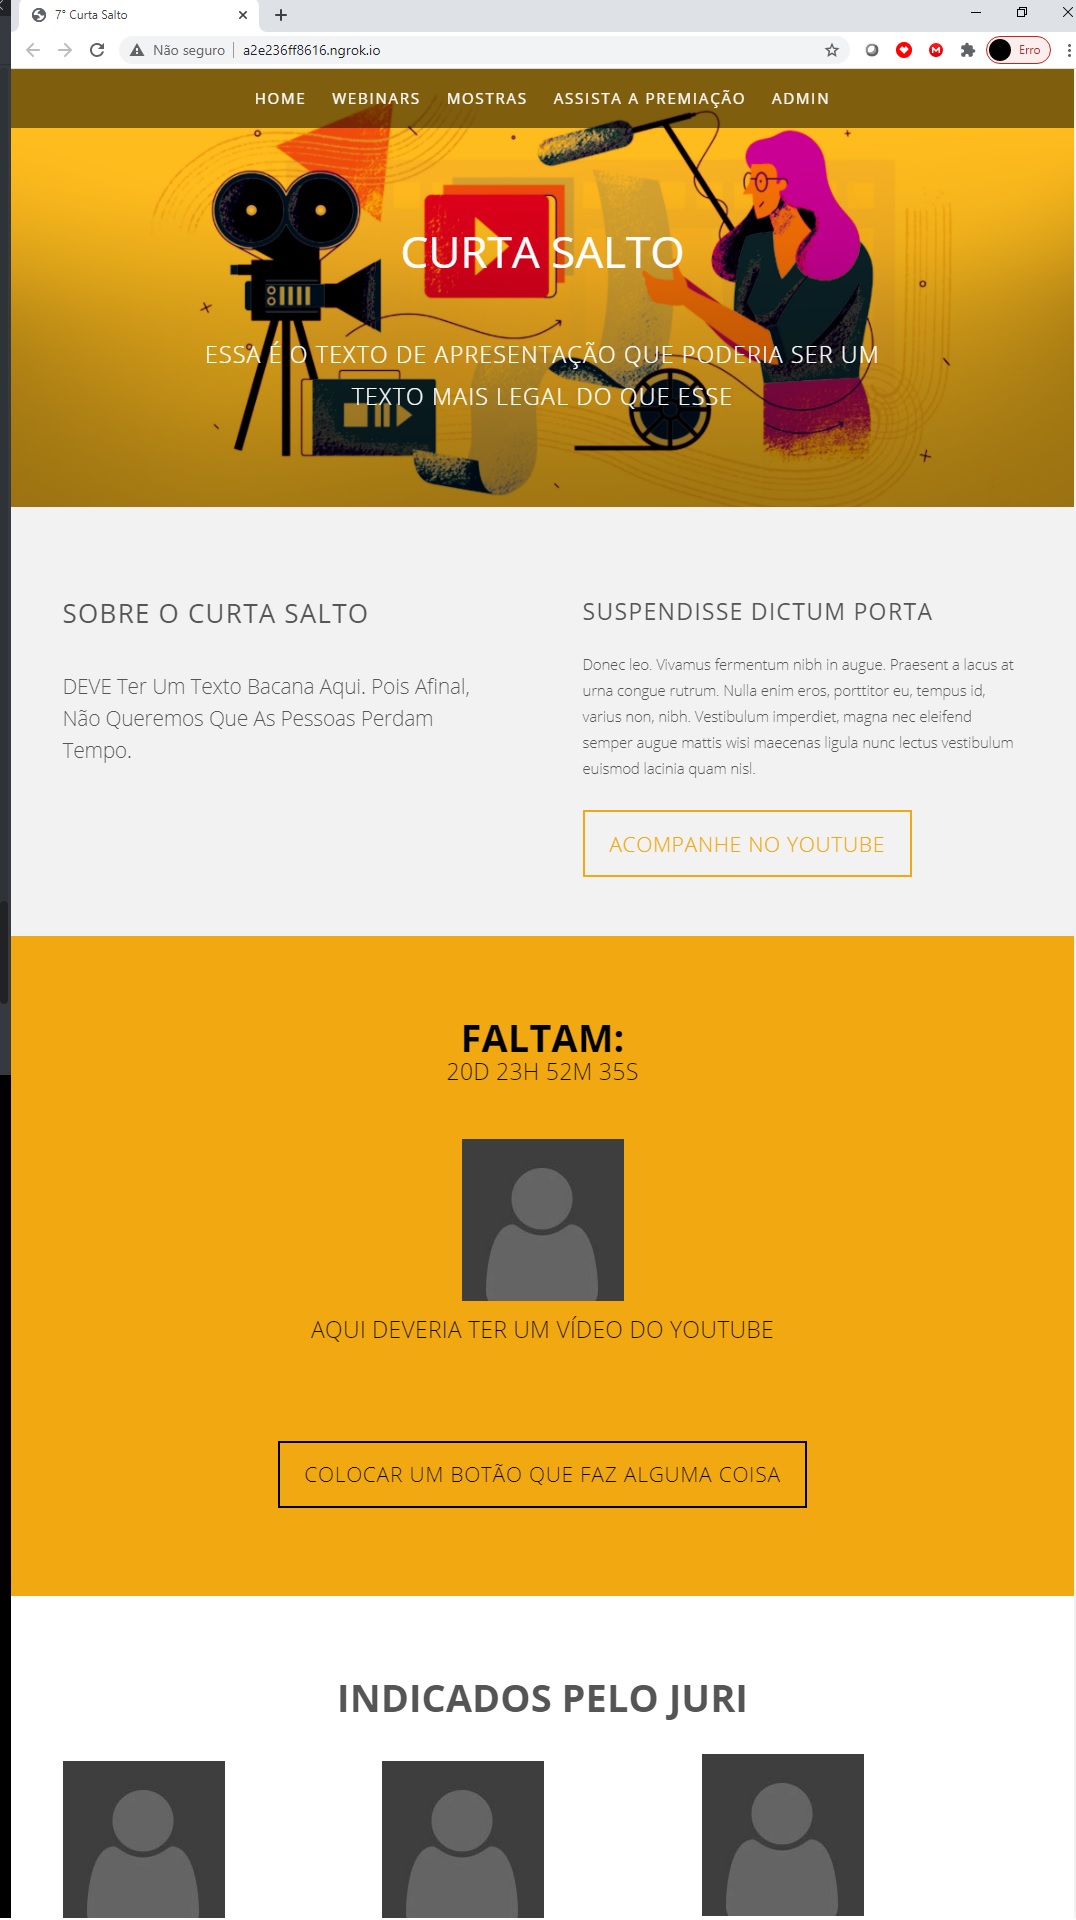 7° Curta Salto
Não seguro
a2e236ff8616.ngrok.io
M
Erro
HOME WEBINARS MOSTRAS ASSISTA A PREMIAÇÃO ADMIN
CURTA SALTO
ESSA É O TEXTO DE APRESENTAÇÃO QUE PODERIA SER UM
TEXTO MAIS LEGAL DO QUE ESSE
SOBRE O CURTA SALTO
DEVE Ter Um Texto Bacana Aqui. Pois Afinal,
Não Queremos Que As Pessoas Perdam
Tempo.
SUSPENDISSE DICTUM PORTA
Donec leo. Vivamus fermentum nibh in augue. Praesent a lacus at
urna congue rutrum. Nulla enim eros, porttitor eu, tempus id,
varius non, nibh. Vestibulum imperdiet, magna nec eleifend
semper augue mattis wisi maecenas ligula nunc lectus vestibulum
euismod lacinia quam nisl.
ACOMPANHE NO YOUTUBE
FALTAM:
20D 23H 52M 35S
AQUI DEVERIA TER UM VÍDEO DO YOUTUBE
COLOCAR UM BOTÃO QUE FAZ ALGUMA COISA
INDICADOS PELO JURI